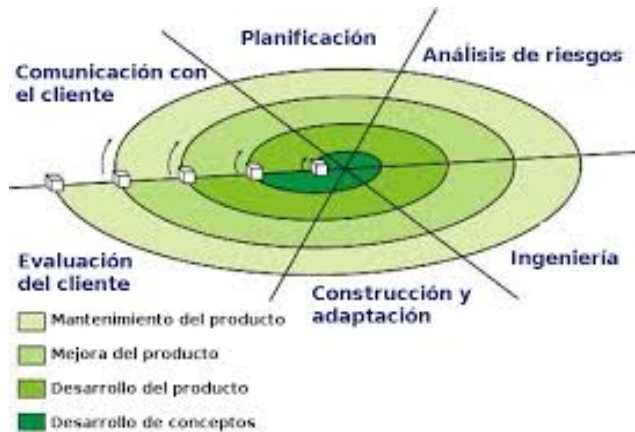 Planificación
Análisis de riesgos
Comunicación con
el cliente
Evaluación
del cliente
Ingeniería
Construcción y
adaptación
Mantenimiento del producto
Mejora del producto
Desarrollo del producto
Desarrollo de conceptos